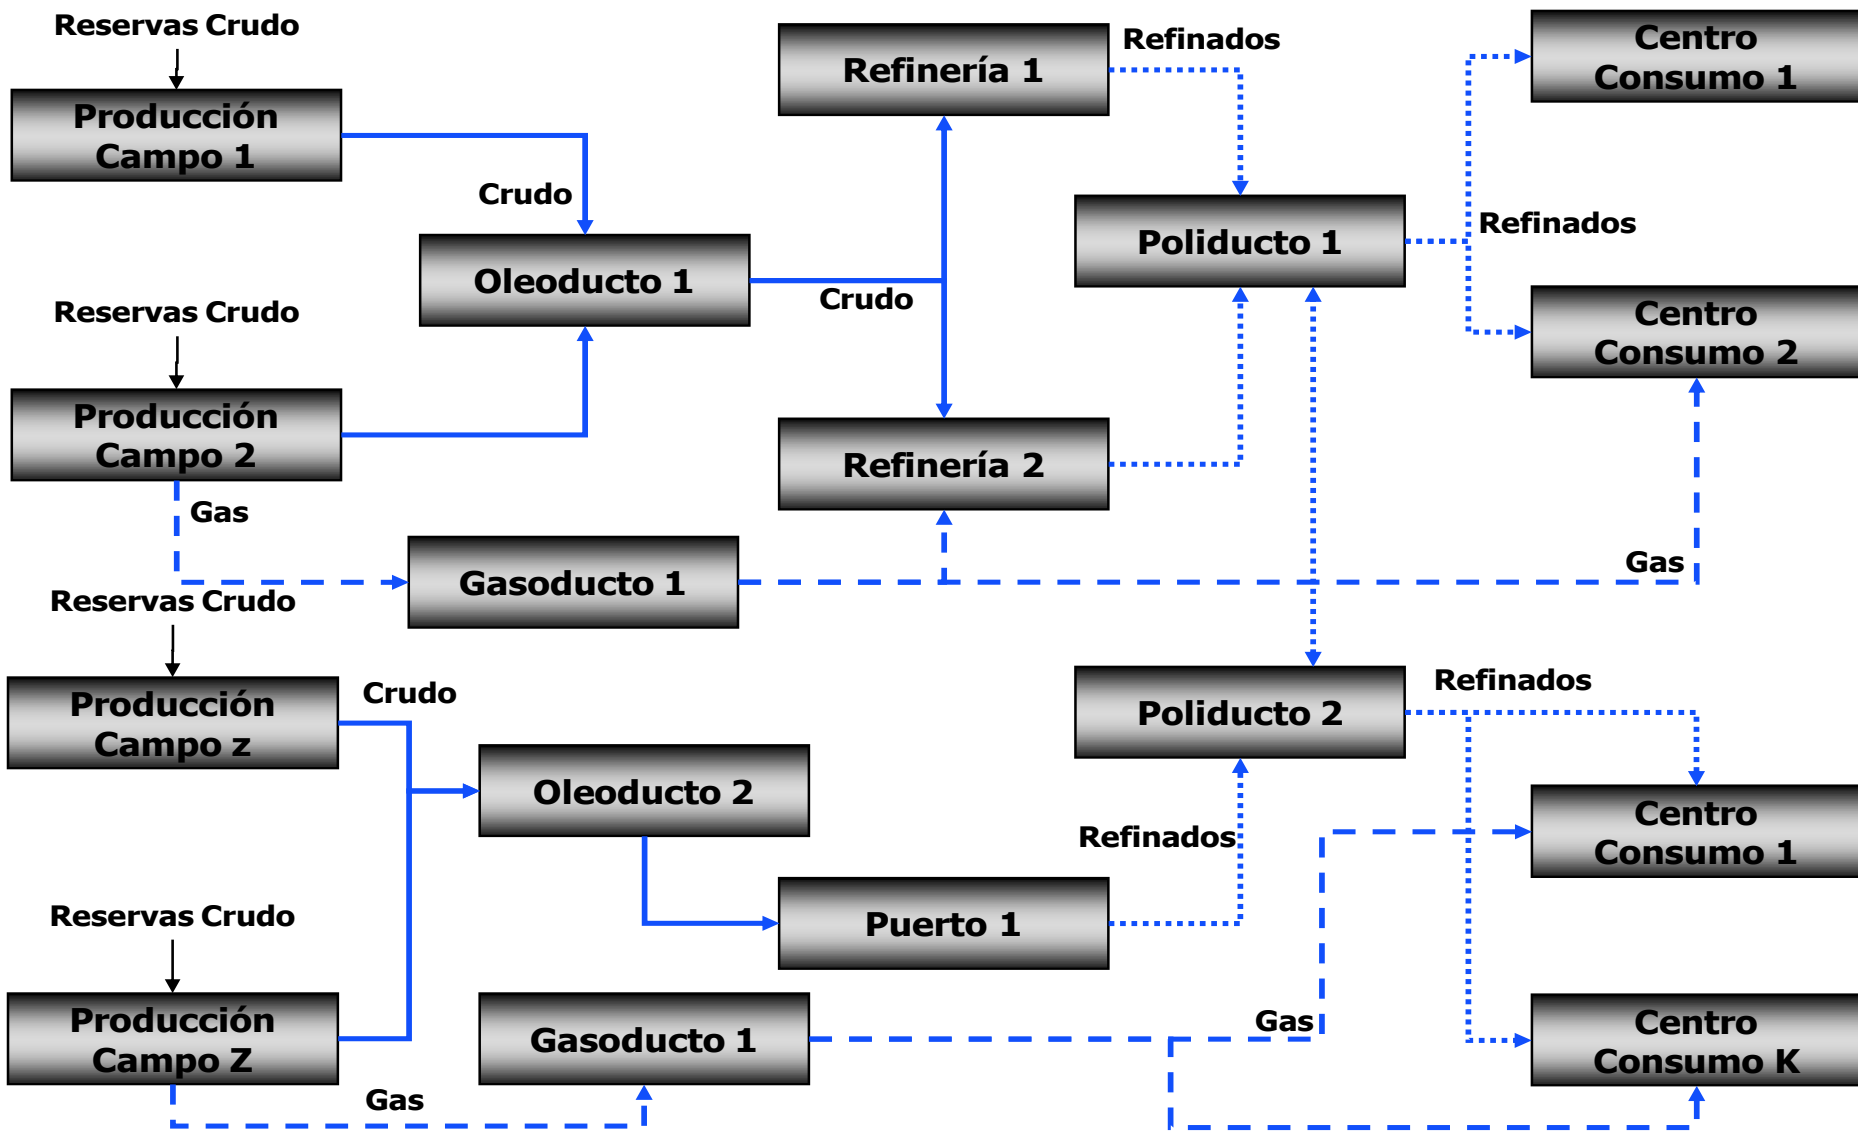 Reservas Crudo
Producción
Campo 1
Crudo
Oleoducto 1
Crudo
Refinería 1
Refinados
Poliducto 1
Refinados
Centro
Consumo 1
Centro
Consumo 2
Reservas Crudo
Producción
Campo 2
Gas
Refinería 2
Gasoducto 1
Gas
Reservas Crudo
Producción
Campo z
Crudo
Oleoducto 2
Poliducto 2
Refinados
Refinados
Centro
Consumo 1
Puerto 1
Reservas Crudo
Producción
Campo Z
Gas
Gasoducto 1
Gas
Centro
Consumo K